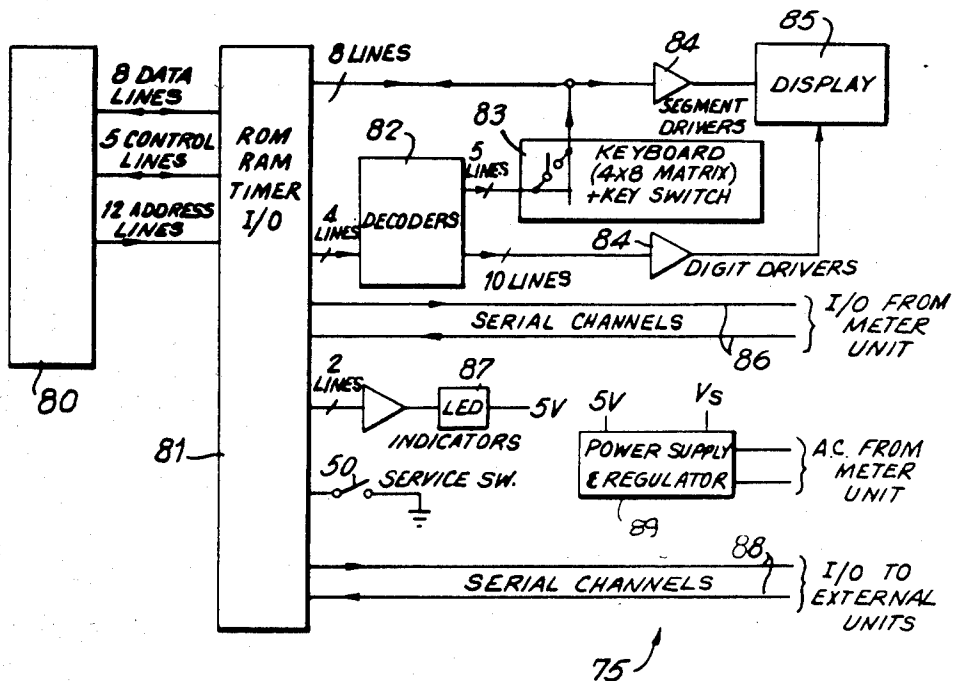 80
8 DATA
LINES
5 CONTROL
LINES
12 ADDRESS
LINES
ROM
RAM
TIMER
I/O
81
8 LINES
4
LINES
82
DECODERS
5
LINES
10 LINES
83
KEYBOARD
(4X8 MATRIX)
+KEY SWITCH
84
SEGMENT
DRIVERS
85
DISPLAY
84
DIGIT DRIVERS
SERIAL CHANNELS
86
I/O FROM
METER
UNIT
2
LINES
87
LED
5V
INDICATORS
50
SERVICE SW.
5V
Vs
POWER SUPPLY
& REGULATOR
89
A.C. FROM
METER
UNIT
SERIAL CHANNELS
88
I/O TO
EXTERNAL
UNITS
75